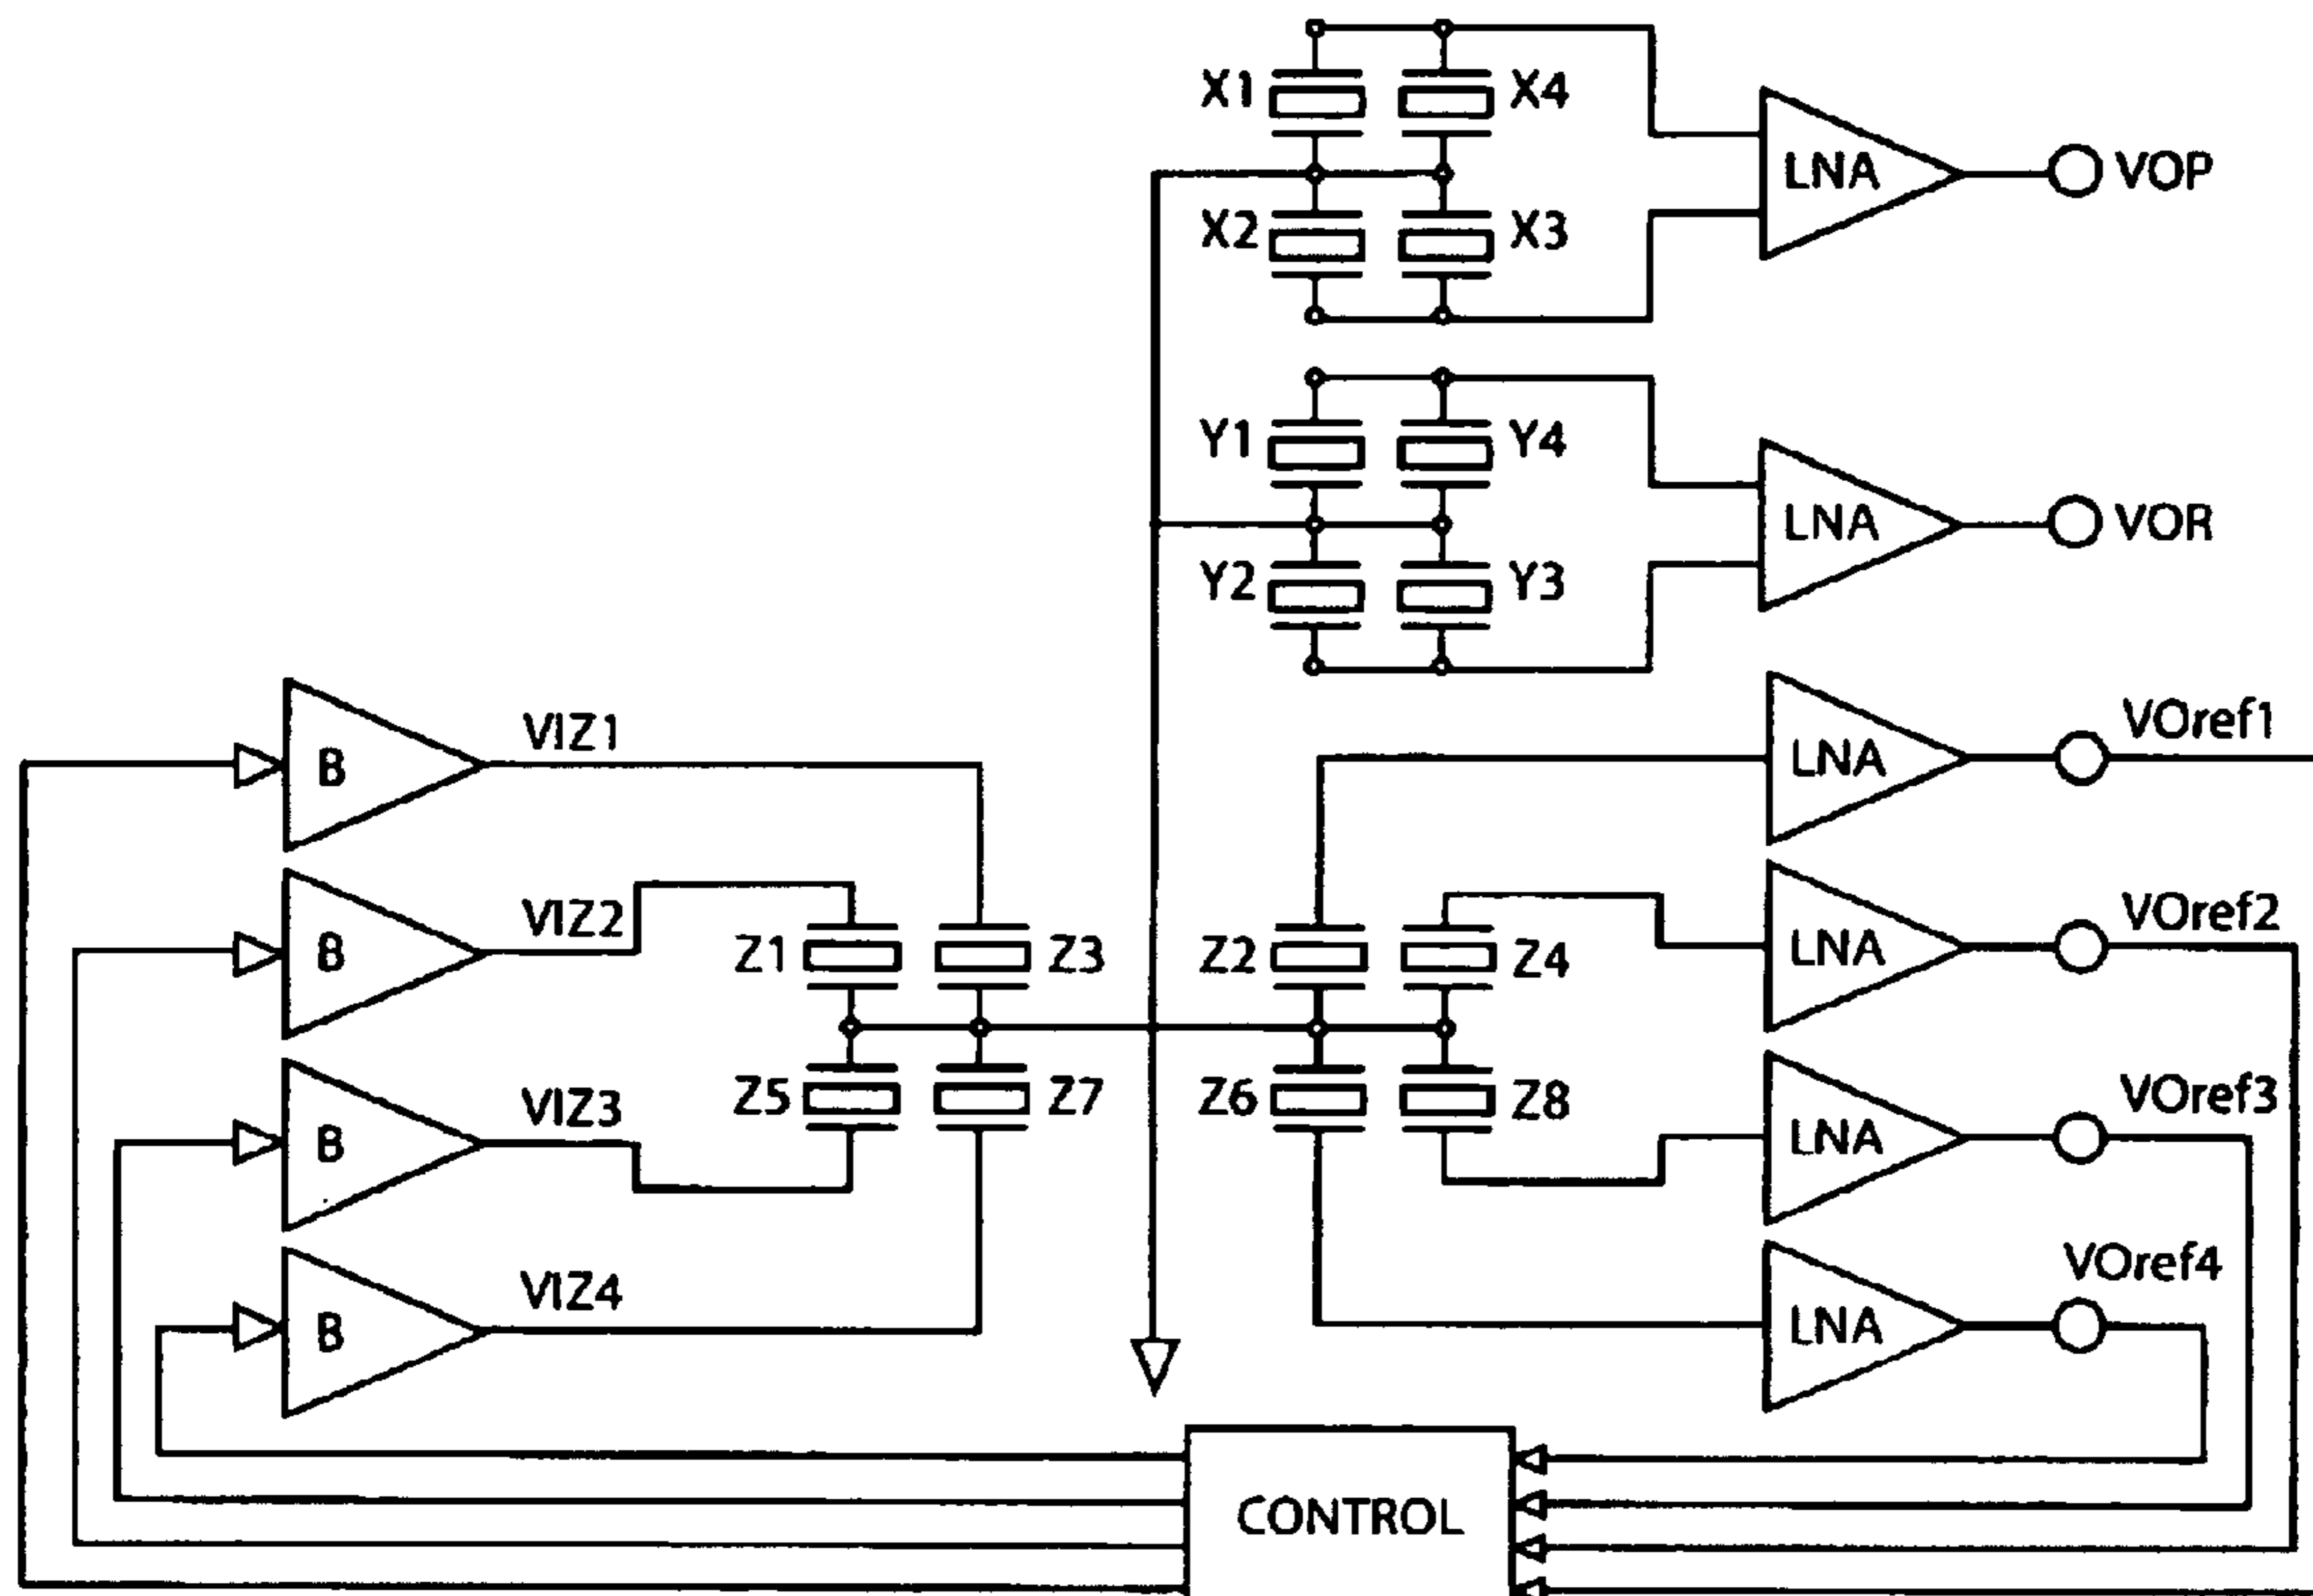 X1 X4
LNA VOP
X2 X3
Y1 Y4
LNA VOR
Y2 Y3
VOref1
VIZ1
B LNA
VOref2
VIZ2
B Z1 Z3 Z2 Z4 LNA
VOref3
VIZ3
Z5 Z7 Z6 Z8
B LNA
VOref4
VIZ4
B LNA
CONTROL